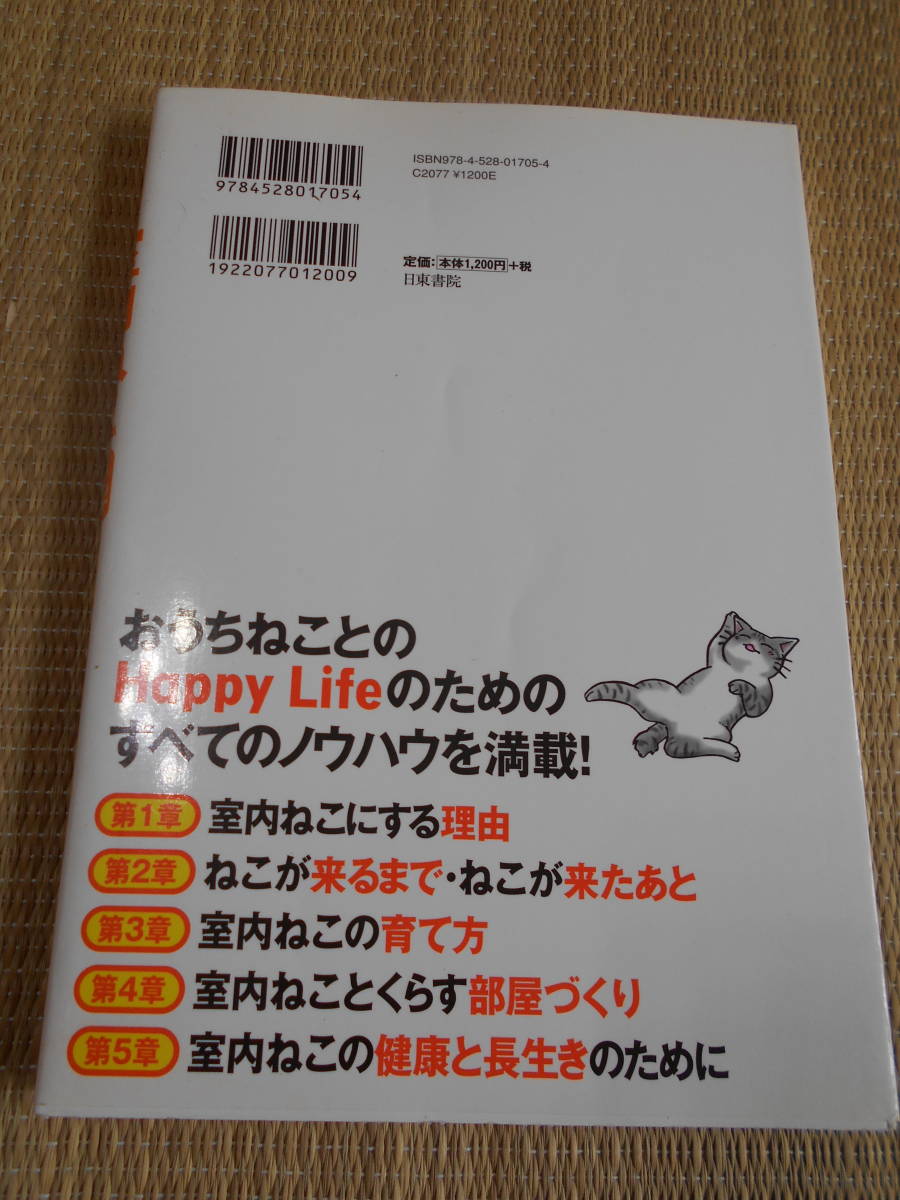 9784528017054
ISBN978-4-528-01705-4
C2077 ¥1200E
1922077012009
定価：本体1,200円+税
日東書院
おうちねことの
Happy Lifeのための
すべてのノウハウを満載!
第1章 室内ねこにする理由
第2章 ねこが来るまで・ねこが来たあと
第3章 室内ねこの育て方
第4章 室内ねことくらす部屋づくり
第5章 室内ねこの健康と長生きのために